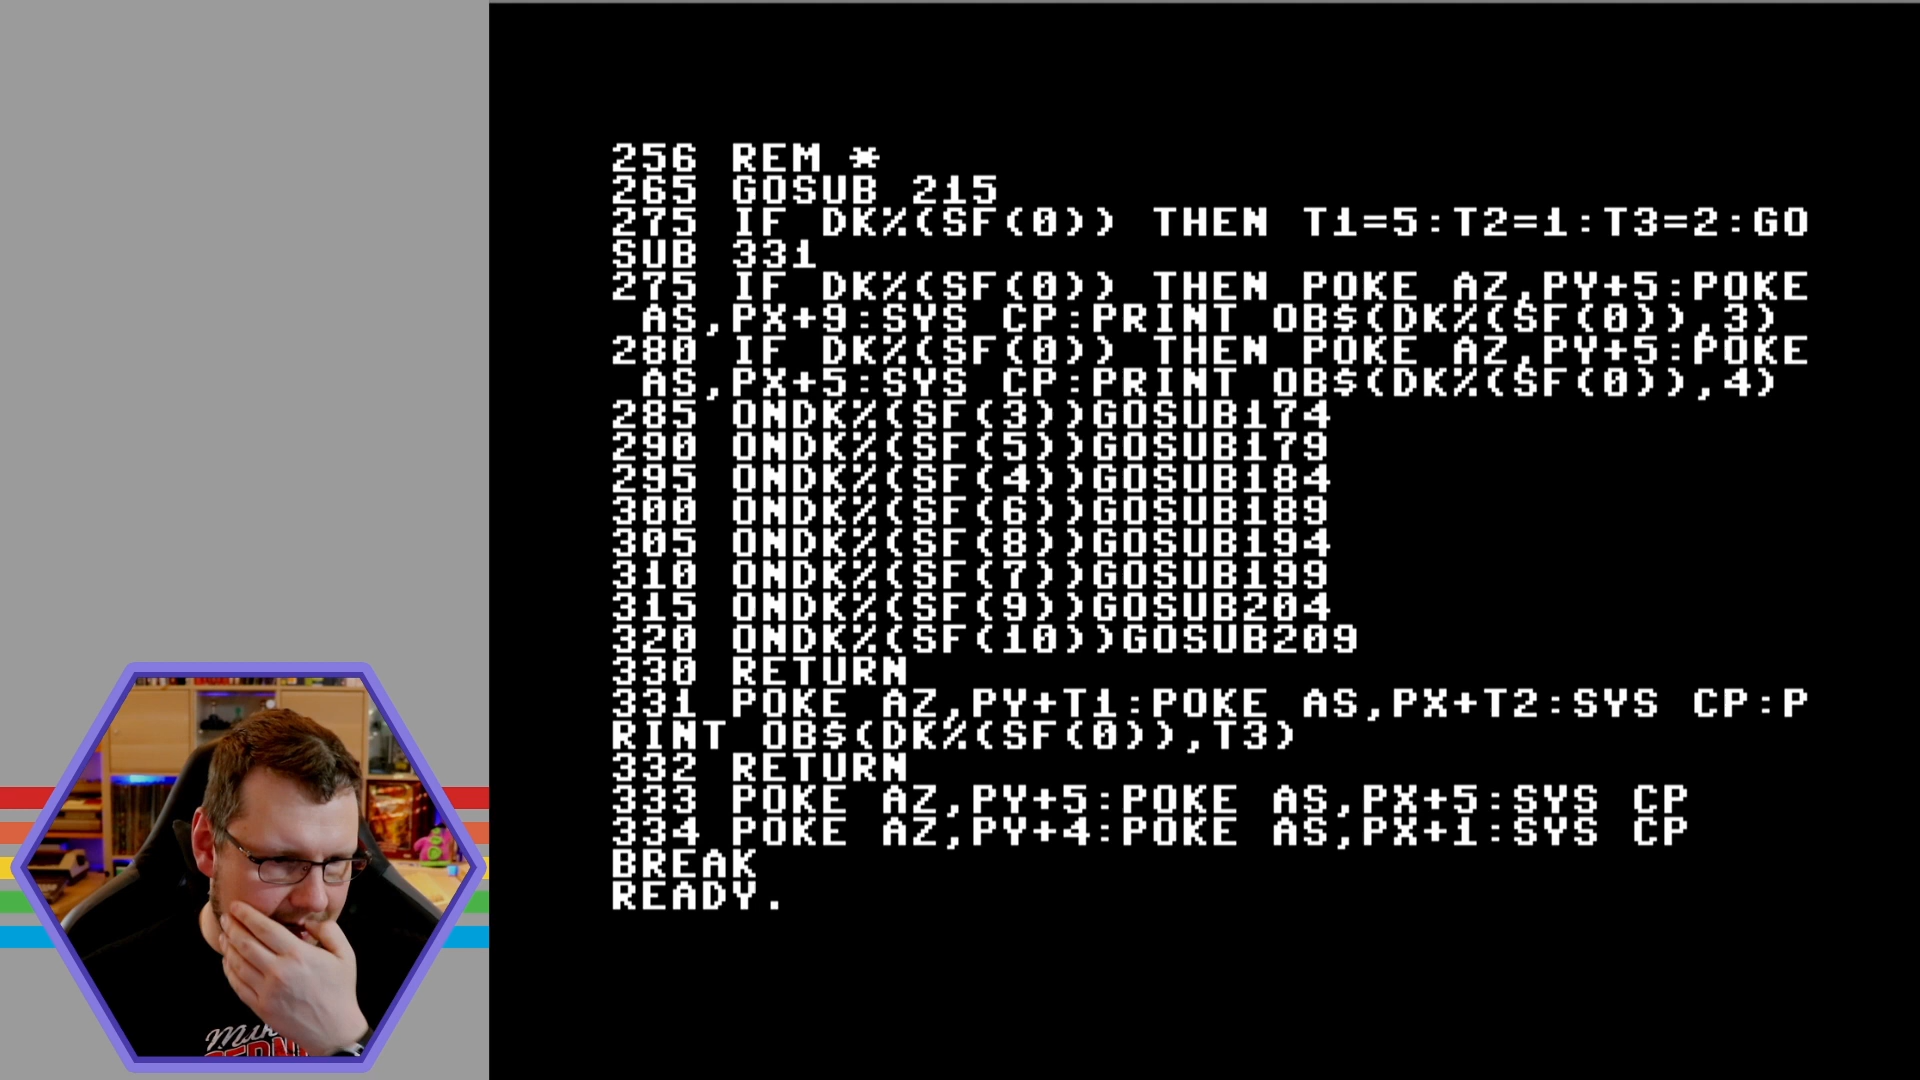 256 REM *
265 GOSUB 215
275 IF DK%(SF(0)) THEN T1=5:T2=1:T3=2:GO
SUB 331
275 IF DK%(SF(0)) THEN POKE AZ,PY+5:POKE
 AS,PX+9:SYS CP:PRINT OB$(DK%(SF(0)),3)
280 IF DK%(SF(0)) THEN POKE AZ,PY+5:POKE
 AS,PX+5:SYS CP:PRINT OB$(DK%(SF(0)),4)
285 ONDK%(SF(3))GOSUB174
290 ONDK%(SF(5))GOSUB179
295 ONDK%(SF(4))GOSUB184
300 ONDK%(SF(6))GOSUB189
305 ONDK%(SF(8))GOSUB194
310 ONDK%(SF(7))GOSUB199
315 ONDK%(SF(9))GOSUB204
320 ONDK%(SF(10))GOSUB209
330 RETURN
331 POKE AZ,PY+T1:POKE AS,PX+T2:SYS CP:P
RINT OB$(DK%(SF(0)),T3)
332 RETURN
333 POKE AZ,PY+5:POKE AS,PX+5:SYS CP
334 POKE AZ,PY+4:POKE AS,PX+1:SYS CP
BREAK
READY.